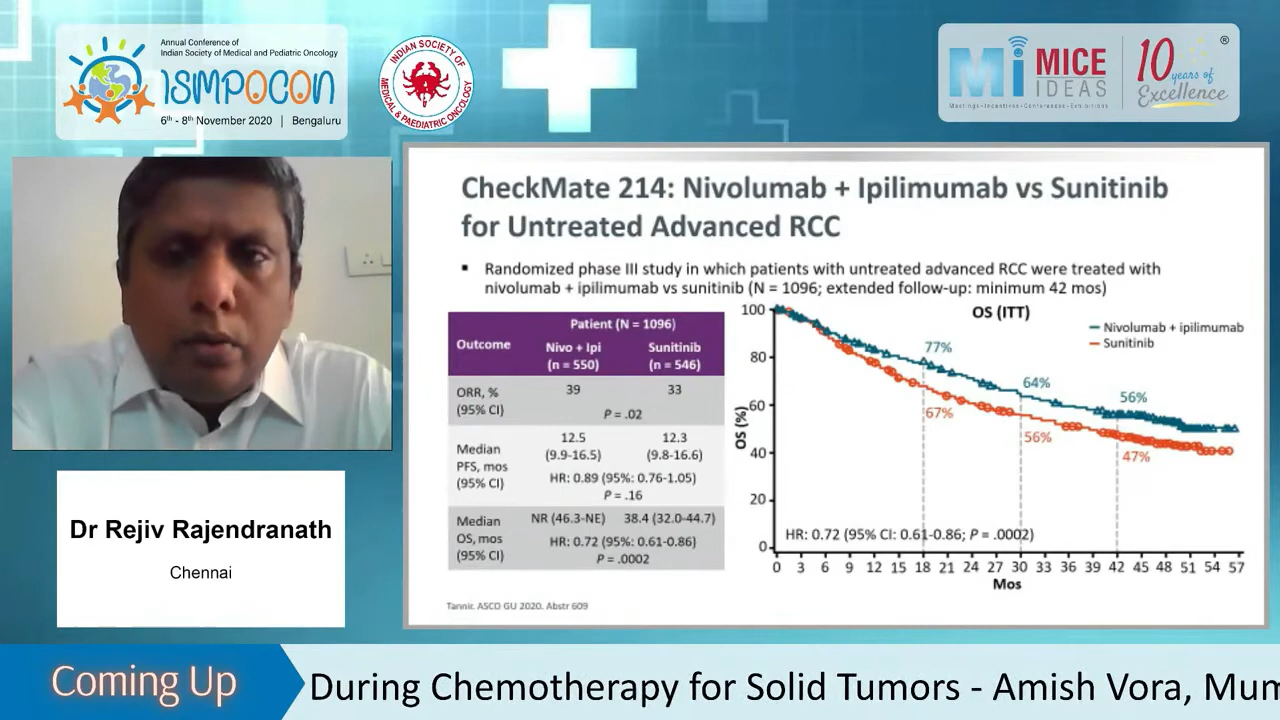 Annual Conference of
Indian Society of Medical and Pediatric Oncology
ISMPOCON
6th - 8th November 2020 | Bengaluru
INDIAN SOCIETY OF
MEDICAL & PAEDIATRIC ONCOLOGY
Mi MICE
IDEAS
Meetings • Incentives • Conferences • Exhibitions
10 years of
Excellence
®
CheckMate 214: Nivolumab + Ipilimumab vs Sunitinib
for Untreated Advanced RCC
▪ Randomized phase III study in which patients with untreated advanced RCC were treated with
nivolumab + ipilimumab vs sunitinib (N = 1096; extended follow-up: minimum 42 mos)
Outcome
Patient (N = 1096)
Nivo + Ipi
(n = 550)
Sunitinib
(n = 546)
ORR, %
(95% CI)
39
33
P = .02
Median
PFS, mos
(95% CI)
12.5
(9.9-16.5)
12.3
(9.8-16.6)
HR: 0.89 (95%: 0.76-1.05)
P = .16
Median
OS, mos
(95% CI)
NR (46.3-NE)
38.4 (32.0-44.7)
HR: 0.72 (95% CI: 0.61-0.86)
P = .0002
OS (ITT)
Nivolumab + ipilimumab
Sunitinib
OS (%)
100
80
60
40
20
0
77%
64%
56%
67%
56%
47%
HR: 0.72 (95% CI: 0.61-0.86; P = .0002)
0 3 6 9 12 15 18 21 24 27 30 33 36 39 42 45 48 51 54 57
Mos
Tannir. ASCO GU 2020. Abstr 609
Dr Rejiv Rajendranath
Chennai
Coming Up
During Chemotherapy for Solid Tumors - Amish Vora, Mum